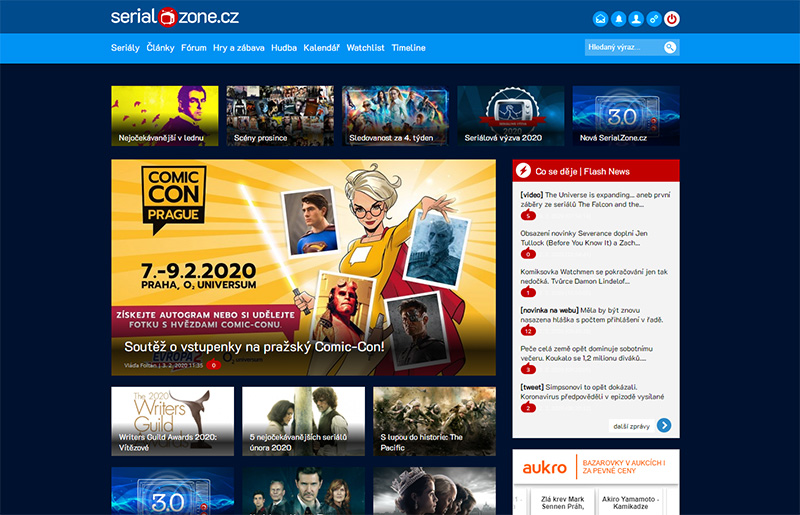 serial zone.cz
Seriály Články Fórum Hry a zábava Hudba Kalendář Watchlist Timeline
Hledaný výraz...
Nejočekávanější v lednu
Scény prosince
Sledovanost za 4. týden
2020
Seriálová výzva 2020
3.0
Nová SerialZone.cz
COMIC
CON
PRAGUE
7.-9.2.2020
PRAHA, O2 UNIVERSUM
ZÍSKEJTE AUTOGRAM NEBO SI UDĚLEJTE
FOTKU S HVĚZDAMI COMIC-CONU.
Soutěž o vstupenky na pražský Comic-Con!
EVROPA 2
O2 universum
Vláďa Foltán | 3. 2. 2020 11:35 0
Co se děje | Flash News
[video] The Universe is expanding... aneb první
záběry ze seriálů The Falcon and the...
5
Obsazení novinky Severance doplní Jen
Tullock (Before You Know It) a Zach...
0
Komiksovka Watchmen se pokračování jen tak
nedočká. Tvůrce Damon Lindelof...
1
[novinka na webu] Měla by být znovu
nasazena hláška s počtem přihlášení v řadě.
12
Peče celá země opět dominuje sobotnímu
večeru. Koukalo se 1,2 milionu diváků....
3
[tweet] Simpsonovi to opět dokázali.
Koronavirus předpověděli v epizodě vysílané
2
další zprávy
The 2020
Writers
Guild
Writers Guild Awards 2020:
Vítězové
5 nejočekávanějších seriálů
února 2020
S lupou do historie: The
Pacific
3.0
aukro
BAZAROVKY V AUKCÍCH I
ZA PEVNÉ CENY
Zlá krev Mark
Sennen Práh,
Akiro Yamamoto -
Kamikadze